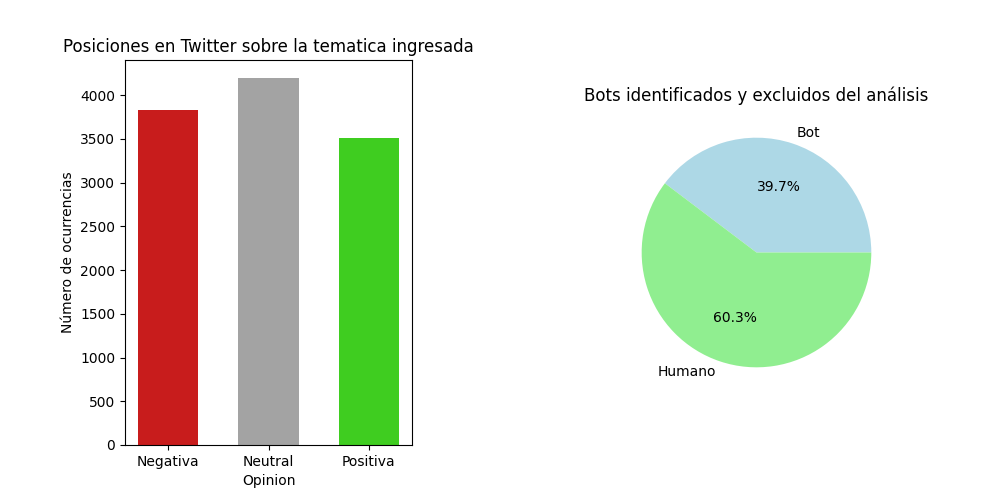 Posiciones en Twitter sobre la tematica ingresada
Número de ocurrencias
4000
3500
3000
2500
2000
1500
1000
500
0
Negativa
Neutral
Positiva
Opinion
Bots identificados y excluidos del análisis
Bot
39.7%
60.3%
Humano